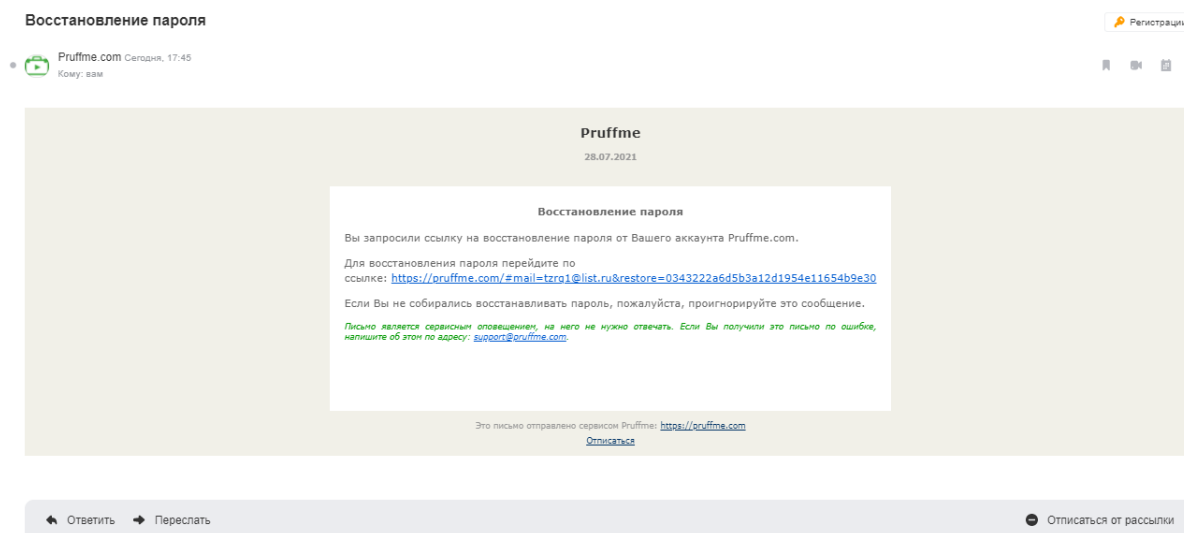 Восстановление пароля
Регистрации
Pruffme.com Сегодня, 17:45
Кому: вам
Pruffme
28.07.2021
Восстановление пароля
Вы запросили ссылку на восстановление пароля от Вашего аккаунта Pruffme.com.
Для восстановления пароля перейдите по
ссылке: https://pruffme.com/#mail=tzrg1@list.ru&restore=0343222a6d5b3a12d1954e11654b9e30
Если Вы не собирались восстанавливать пароль, пожалуйста, проигнорируйте это сообщение.
Письмо является сервисным оповещением, на него не нужно отвечать. Если Вы получили это письмо по ошибке,
напишите об этом по адресу: support@pruffme.com.
Это письмо отправлено сервисом Pruffme: https://pruffme.com
Отписаться
Ответить
Переслать
Отписаться от рассылки